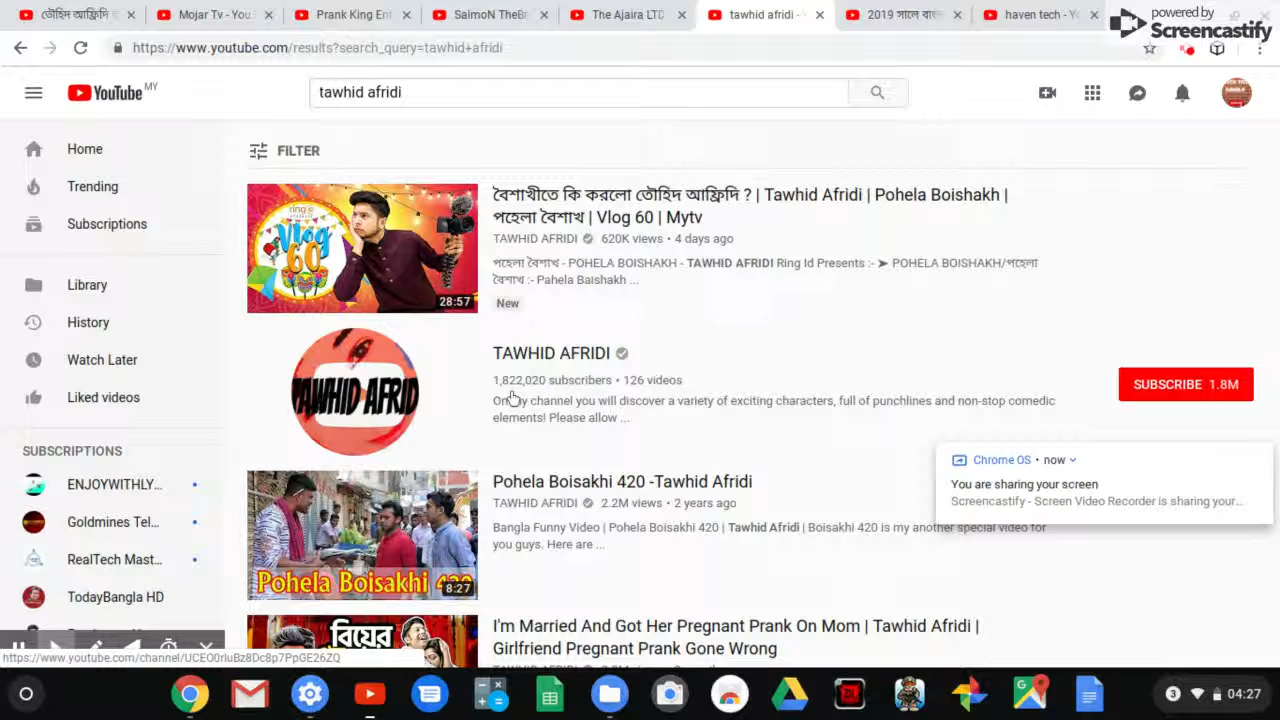 তৌহিদ আফ্রিদি ছ
Mojar Tv - You
Prank King Ent
SalmoN TheBr
The Ajaira LTD
tawhid afridi - Y
2019 সালে বাংল
haven tech - Yo
powered by
Screencastify
https://www.youtube.com/results?search_query=tawhid+afridi
YouTube MY
tawhid afridi
Home
Trending
Subscriptions
Library
History
Watch Later
Liked videos
SUBSCRIPTIONS
ENJOYWITHLY...
Goldmines Tel...
RealTech Mast...
TodayBangla HD
FILTER
ring
Vlog
60
28:57
বৈশাখীতে কি করলো তৌহিদ আফ্রিদি ? | Tawhid Afridi | Pohela Boishakh |
পহেলা বৈশাখ | Vlog 60 | Mytv
TAWHID AFRIDI 620K views • 4 days ago
পহেলা বৈশাখ - POHELA BOISHAKH - TAWHID AFRIDI Ring Id Presents :- ➤ POHELA BOISHAKH/পহেলা
বৈশাখ :- Pahela Baishakh ...
New
TAWHID AFRID
TAWHID AFRIDI
1,822,020 subscribers • 126 videos
On my channel you will discover a variety of exciting characters, full of punchlines and non-stop comedic
elements! Please allow ...
SUBSCRIBE 1.8M
Chrome OS • now
You are sharing your screen
Screencastify - Screen Video Recorder is sharing your...
Pohela Boisakhi 420
8:27
Pohela Boisakhi 420 -Tawhid Afridi
TAWHID AFRIDI 2.2M views • 2 years ago
Bangla Funny Video | Pohela Boisakhi 420 | Tawhid Afridi | Boisakhi 420 is my another special video for
you guys. Here are ...
বিয়ের
I'm Married And Got Her Pregnant Prank On Mom | Tawhid Afridi |
Girlfriend Pregnant Prank Gone Wrong
https://www.youtube.com/channel/UCEO0rIuBz8Dc8p7PpGE26ZQ
3
04:27